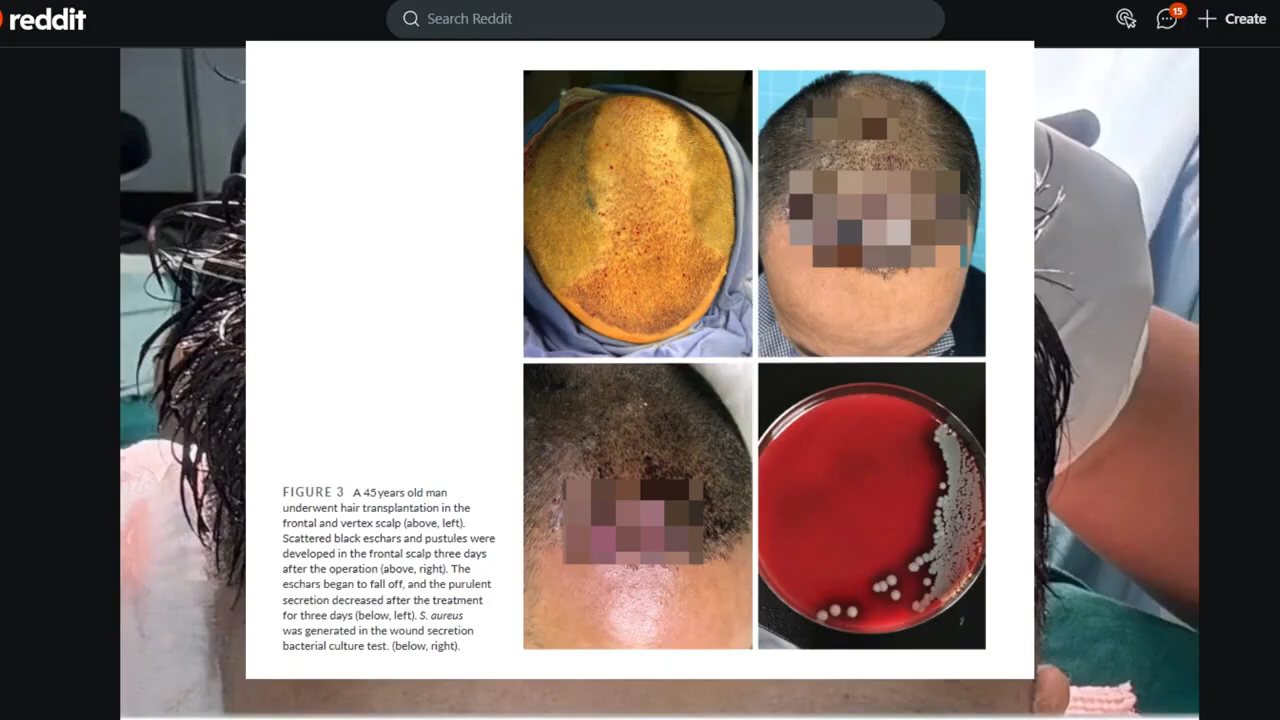 reddit
Search Reddit
15
Create
FIGURE 3 A 45 years old man
underwent hair transplantation in the
frontal and vertex scalp (above, left).
Scattered black eschars and pustules were
developed in the frontal scalp three days
after the operation (above, right). The
eschars began to fall off, and the purulent
secretion decreased after the treatment
for three days (below, left). S. aureus
was generated in the wound secretion
bacterial culture test. (below, right).